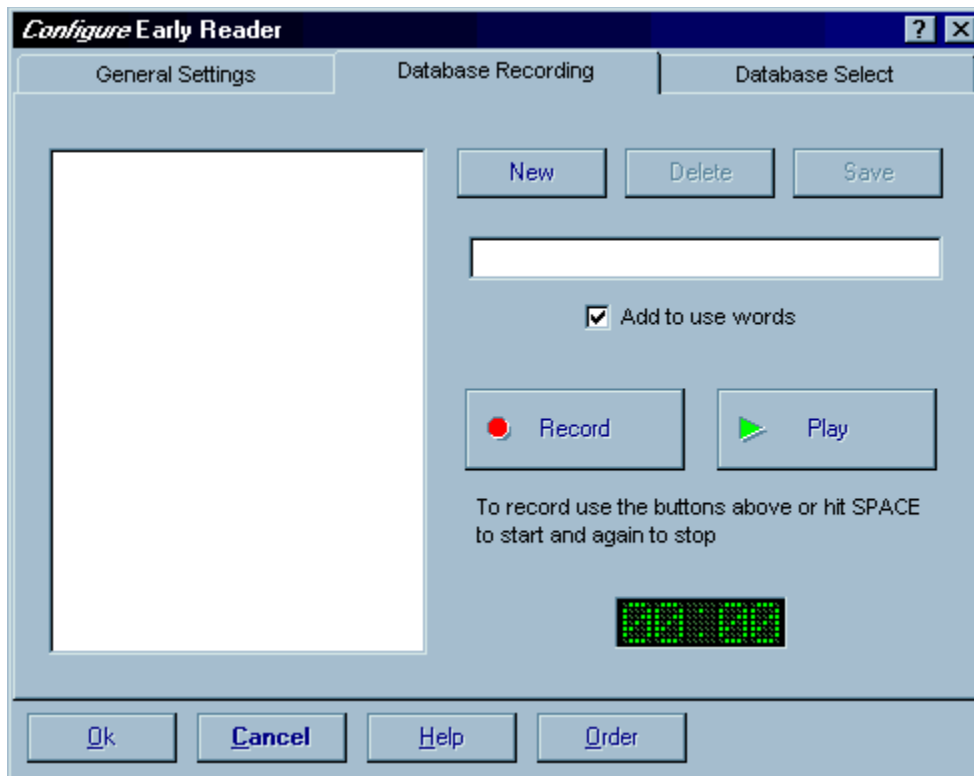 Configure Early Reader
General Settings
Database Recording
Database Select
New
Delete
Save
Add to use words
Record
Play
To record use the buttons above or hit SPACE
to start and again to stop
00:00
Ok
Cancel
Help
Order